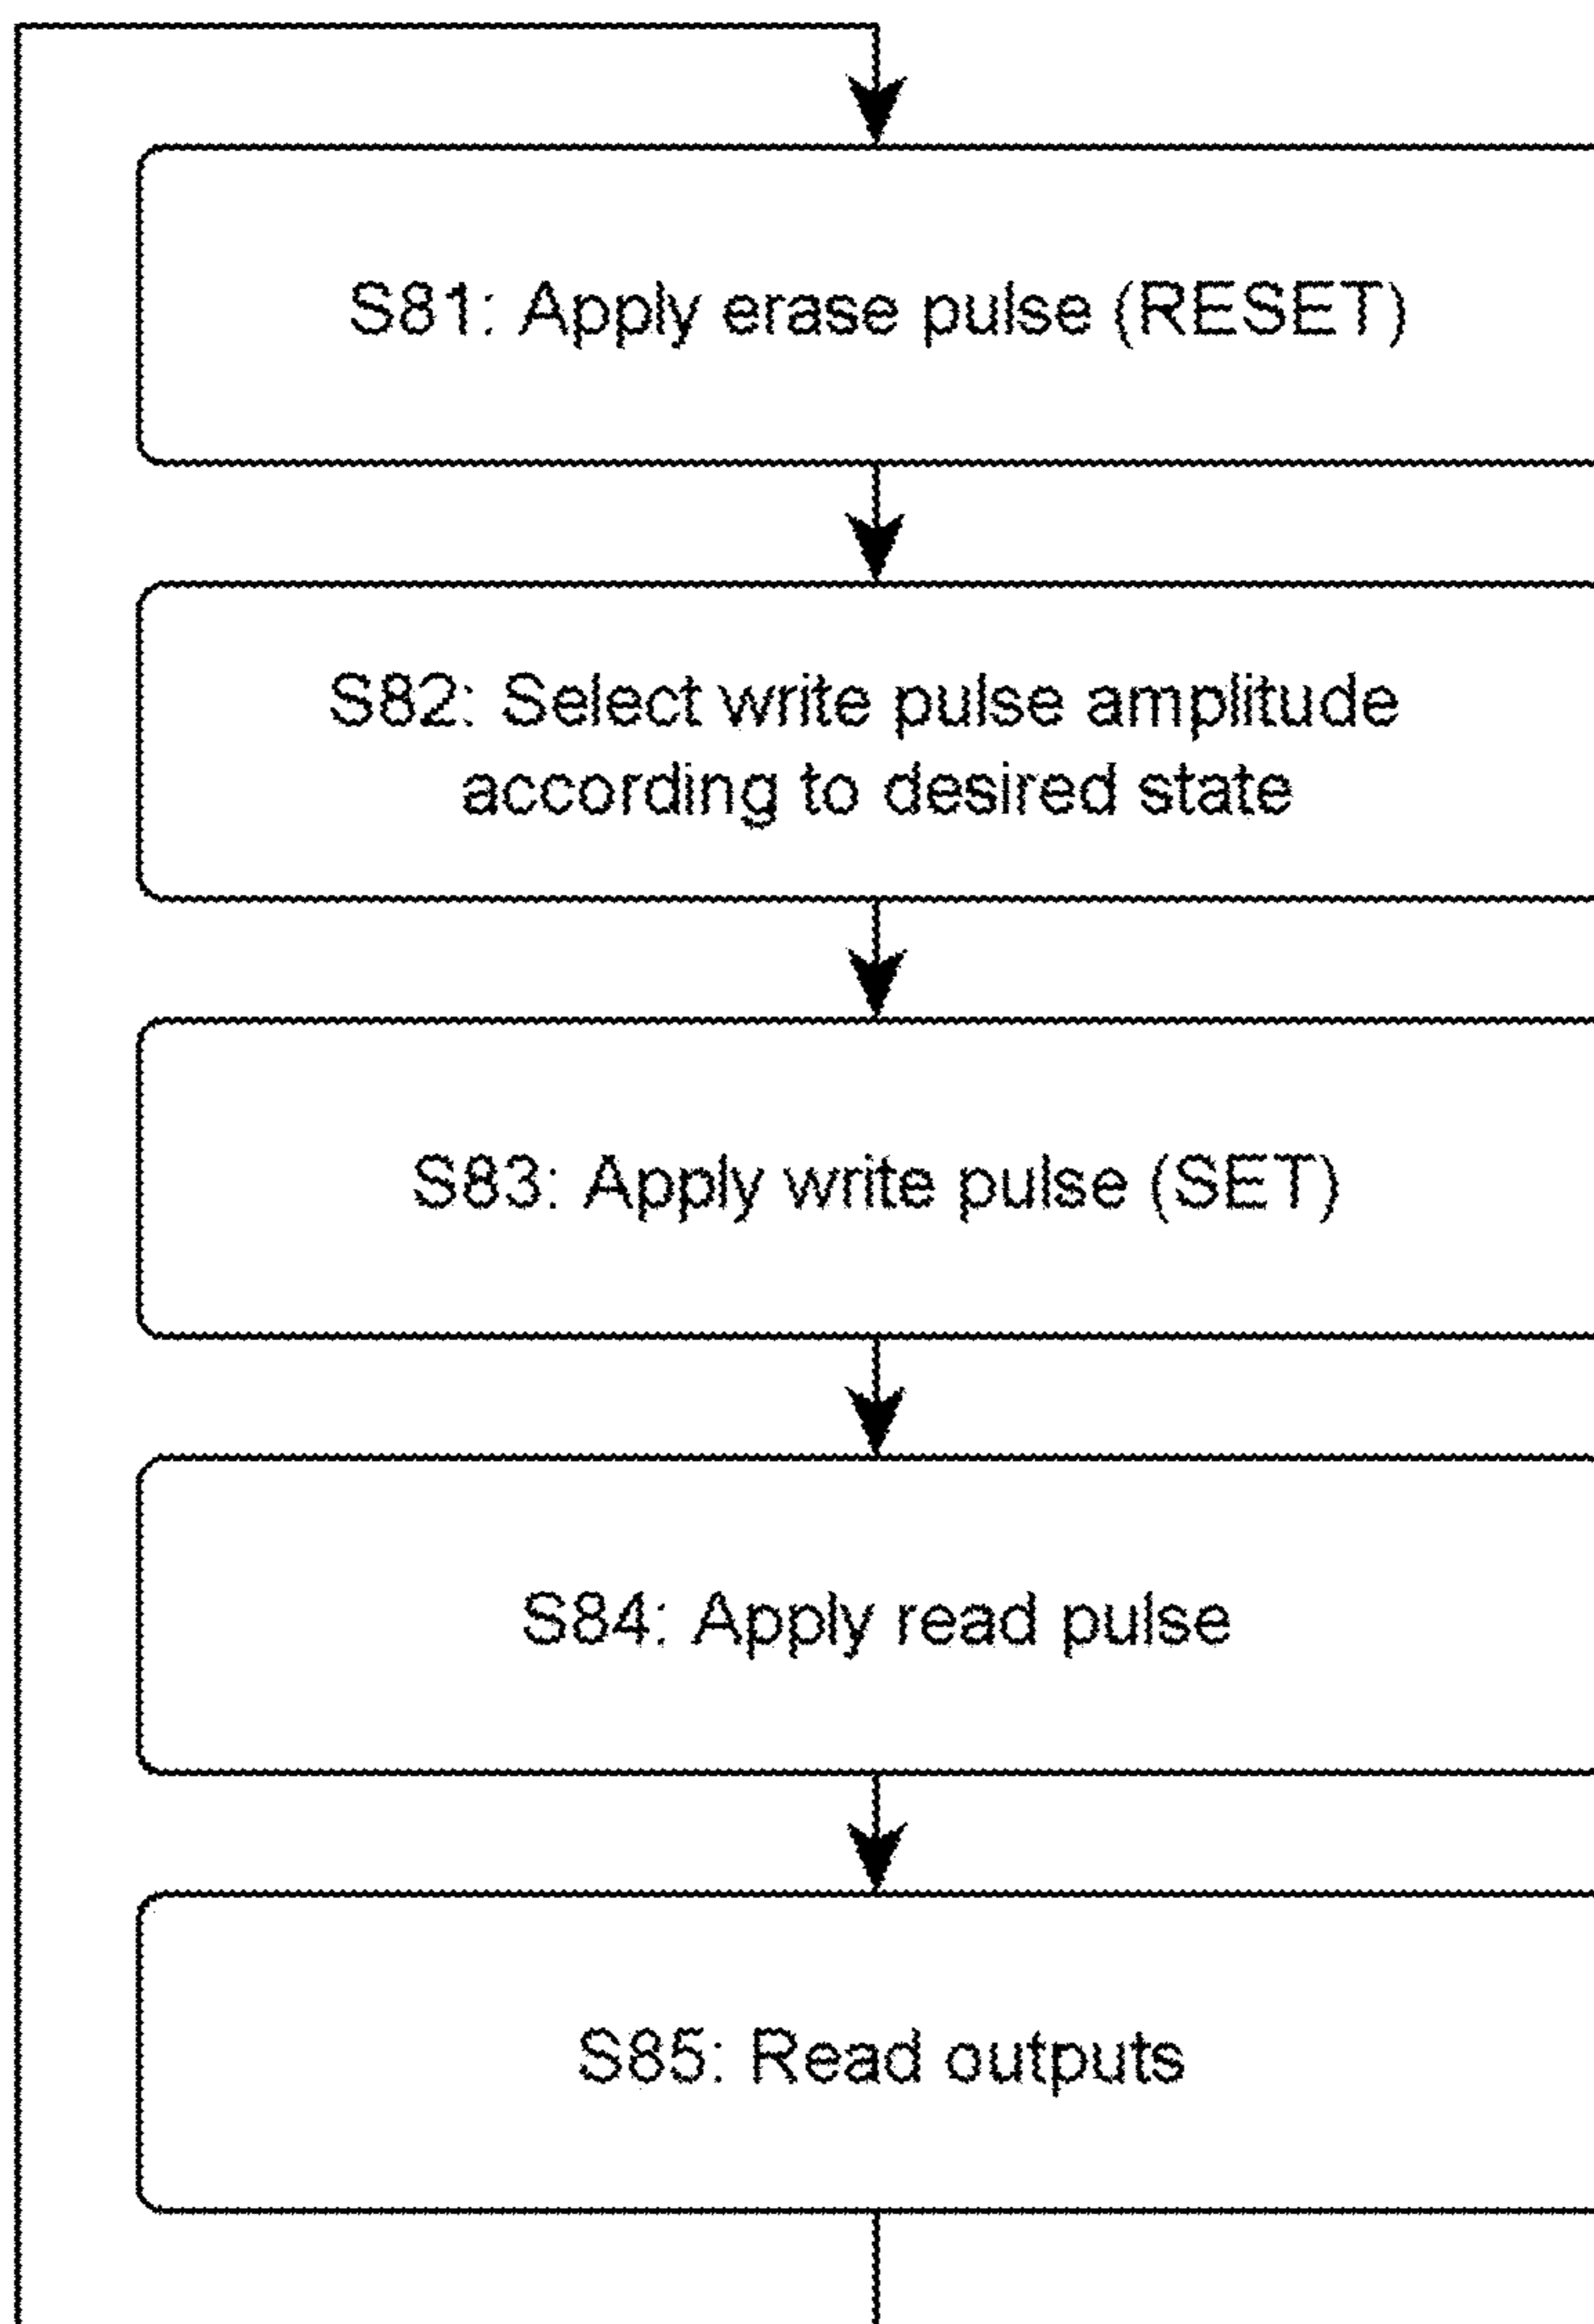 S81: Apply erase pulse (RESET)
S82: Select write pulse amplitude
according to desired state
S83: Apply write pulse (SET)
S84: Apply read pulse
S85: Read outputs